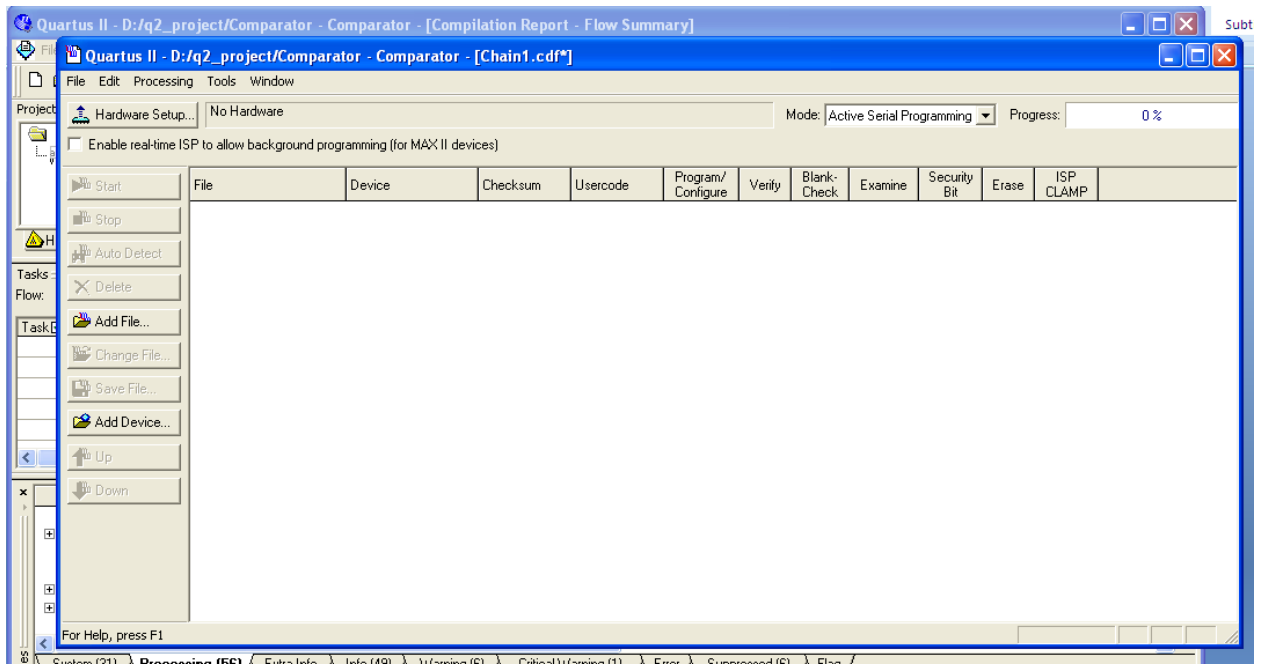 Quartus II - D:/q2_project/Comparator - Comparator - [Compilation Report - Flow Summary]
Subt
Fil
Quartus II - D:/q2_project/Comparator - Comparator - [Chain1.cdf*]
File Edit Processing Tools Window
Project
Hardware Setup... No Hardware Mode: Active Serial Programming Progress: 0 %
Enable real-time ISP to allow background programming (for MAX II devices)
File Device Checksum Usercode Program/ Configure Verify Blank- Check Examine Security Bit Erase ISP CLAMP
Start
Stop
H
Auto Detect
Tasks
Delete
Flow:
Add File...
Task
Change File...
Save File...
Add Device...
Up
Down
For Help, press F1
System (31) Processing (56) Extra Info Info (49) Warning (6) Critical Warning (1) Error Suppressed (6) Flag